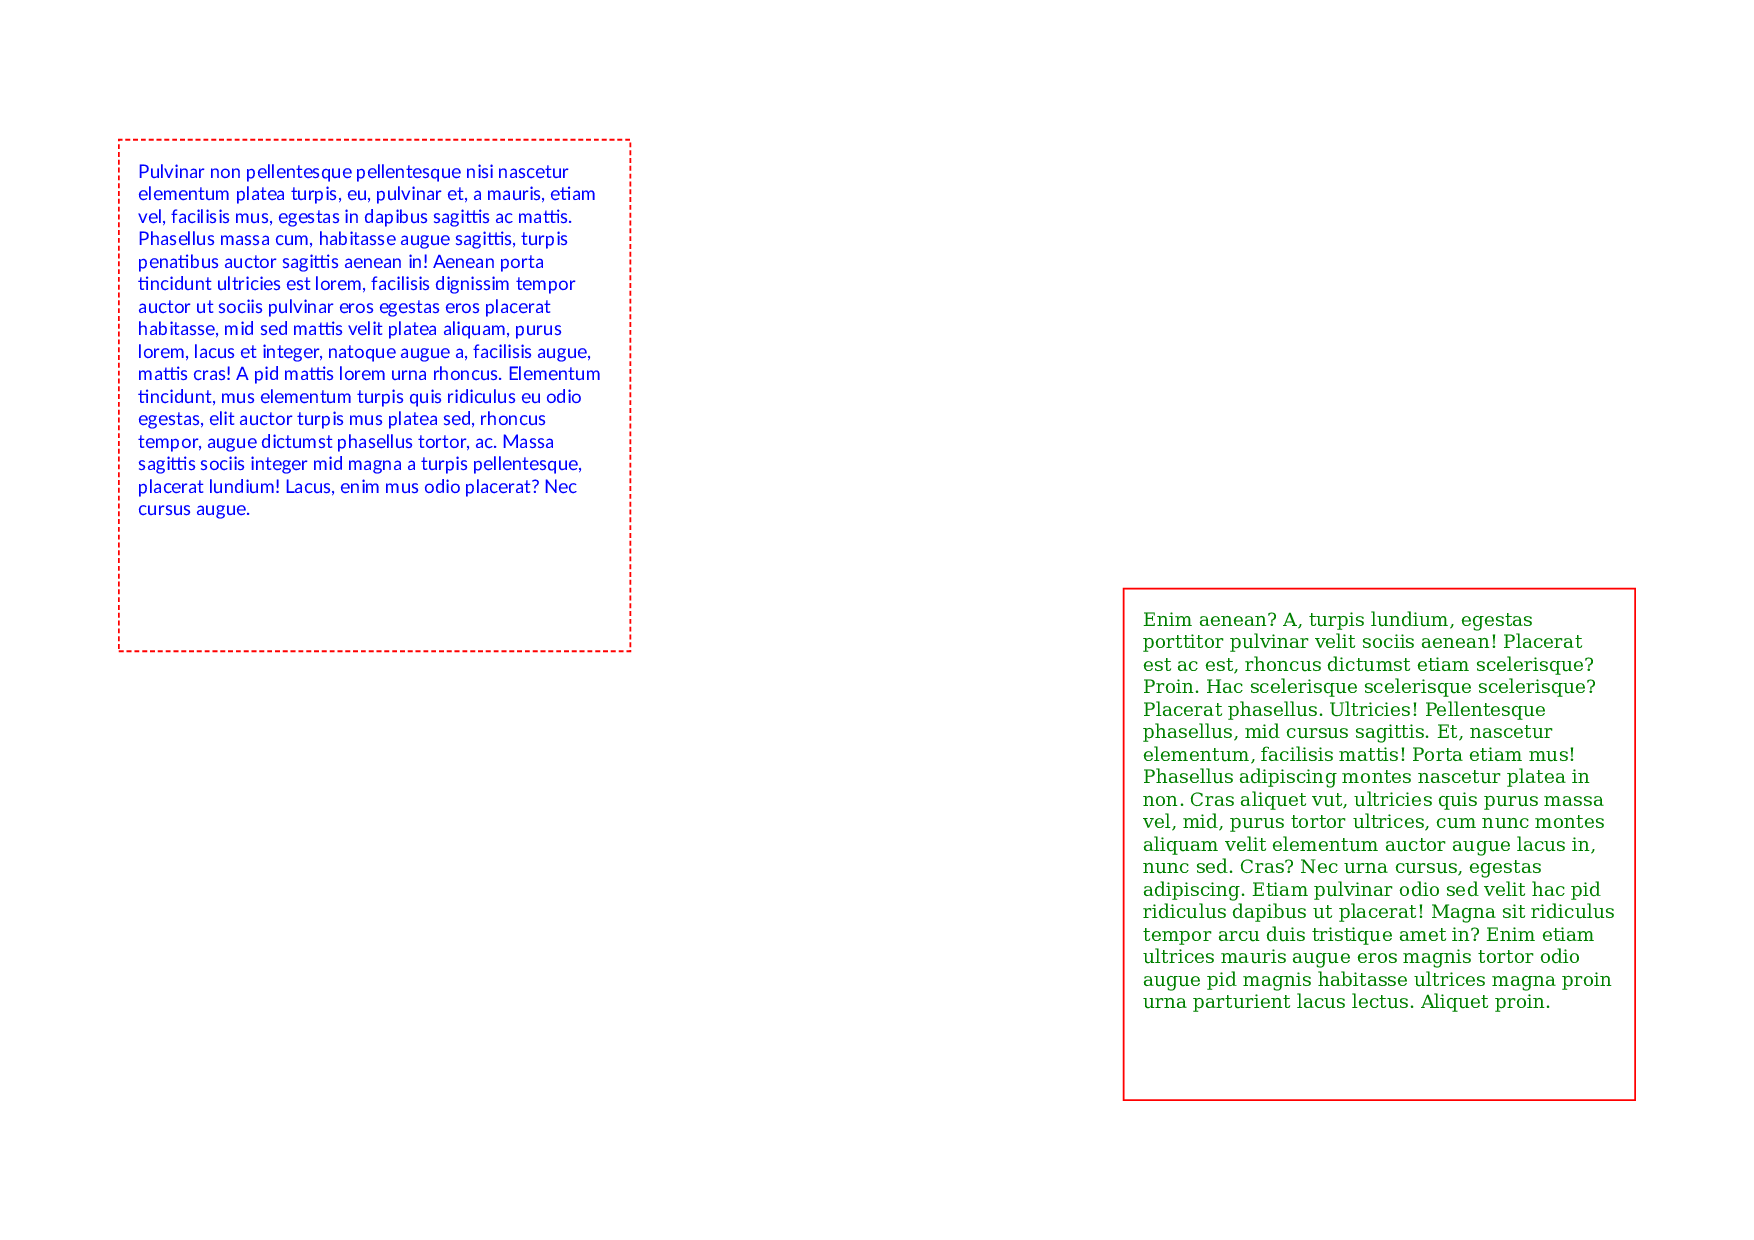 Pulvinar non pellentesque pellentesque nisi nascetur
elementum platea turpis, eu, pulvinar et, a mauris, etiam
vel, facilisis mus, egestas in dapibus sagittis ac mattis.
Phasellus massa cum, habitasse augue sagittis, turpis
penatibus auctor sagittis aenean in! Aenean porta
tincidunt ultricies est lorem, facilisis dignissim tempor
auctor ut sociis pulvinar eros egestas eros placerat
habitasse, mid sed mattis velit platea aliquam, purus
lorem, lacus et integer, natoque augue a, facilisis augue,
mattis cras! A pid mattis lorem urna rhoncus. Elementum
tincidunt, mus elementum turpis quis ridiculus eu odio
egestas, elit auctor turpis mus platea sed, rhoncus
tempor, augue dictumst phasellus tortor, ac. Massa
sagittis sociis integer mid magna a turpis pellentesque,
placerat lundium! Lacus, enim mus odio placerat? Nec
cursus augue.
Enim aenean? A, turpis lundium, egestas
porttitor pulvinar velit sociis aenean! Placerat
est ac est, rhoncus dictumst etiam scelerisque?
Proin. Hac scelerisque scelerisque scelerisque?
Placerat phasellus. Ultricies! Pellentesque
phasellus, mid cursus sagittis. Et, nascetur
elementum, facilisis mattis! Porta etiam mus!
Phasellus adipiscing montes nascetur platea in
non. Cras aliquet vut, ultricies quis purus massa
vel, mid, purus tortor ultrices, cum nunc montes
aliquam velit elementum auctor augue lacus in,
nunc sed. Cras? Nec urna cursus, egestas
adipiscing. Etiam pulvinar odio sed velit hac pid
ridiculus dapibus ut placerat! Magna sit ridiculus
tempor arcu duis tristique amet in? Enim etiam
ultrices mauris augue eros magnis tortor odio
augue pid magnis habitasse ultrices magna proin
urna parturient lacus lectus. Aliquet proin.